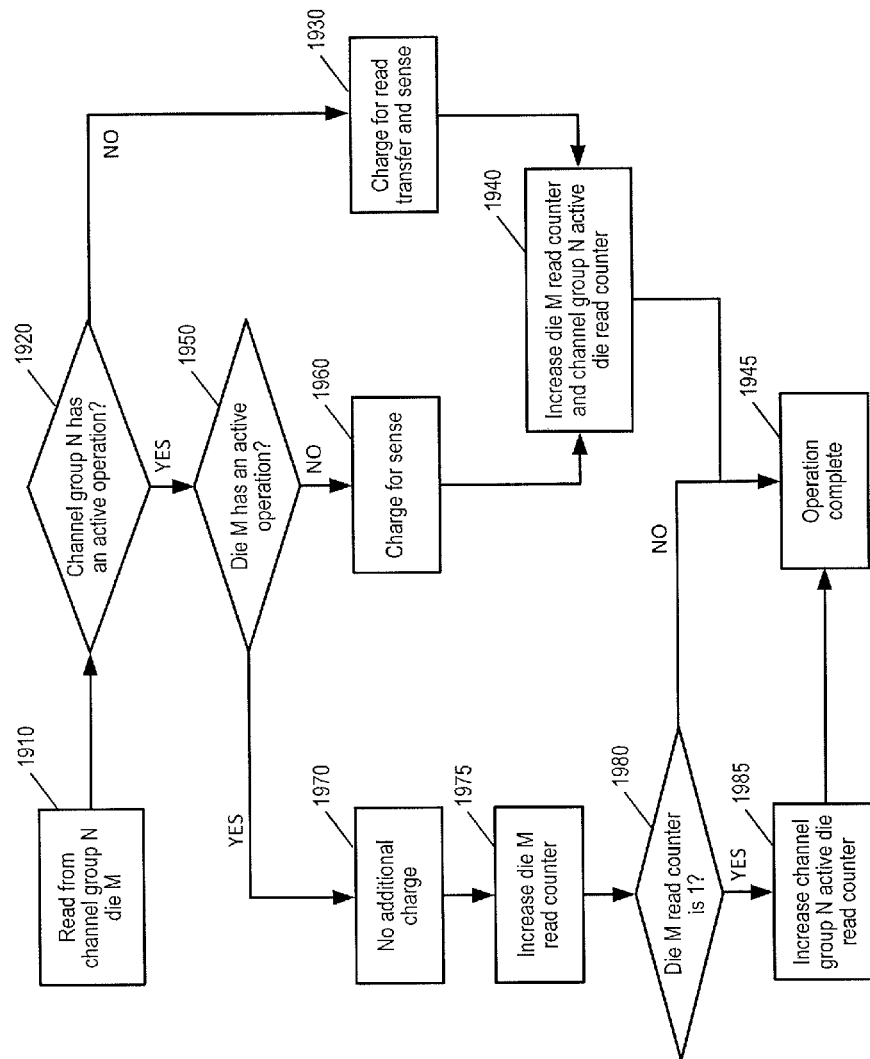 1910
Read from
channel group N
die M
1920
Channel group N has
an active operation?
NO
YES
1930
Charge for read
transfer and sense
1950
Die M has an active
operation?
NO
YES
1960
Charge for sense
1940
Increase die M read counter
and channel group N active
die read counter
1970
No additional
charge
1975
Increase die M
read counter
1980
Die M read counter
is 1?
NO
YES
1985
Increase channel
group N active die
read counter
1945
Operation
complete